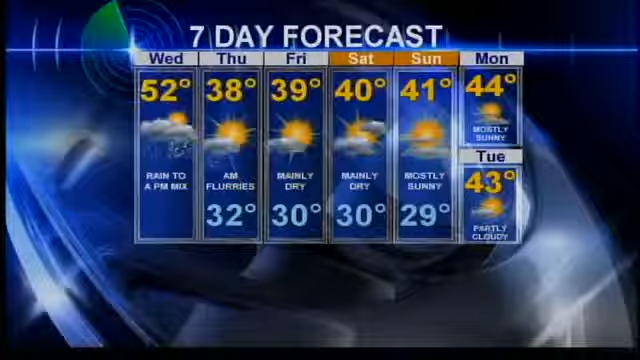 7 DAY FORECAST
Wed
52°
RAIN TO
A PM MIX
Thu
38°
AM
FLURRIES
32°
Fri
39°
MAINLY
DRY
30°
Sat
40°
MAINLY
DRY
30°
Sun
41°
MOSTLY
SUNNY
29°
Mon
44°
MOSTLY
SUNNY
Tue
43°
PARTLY
CLOUDY